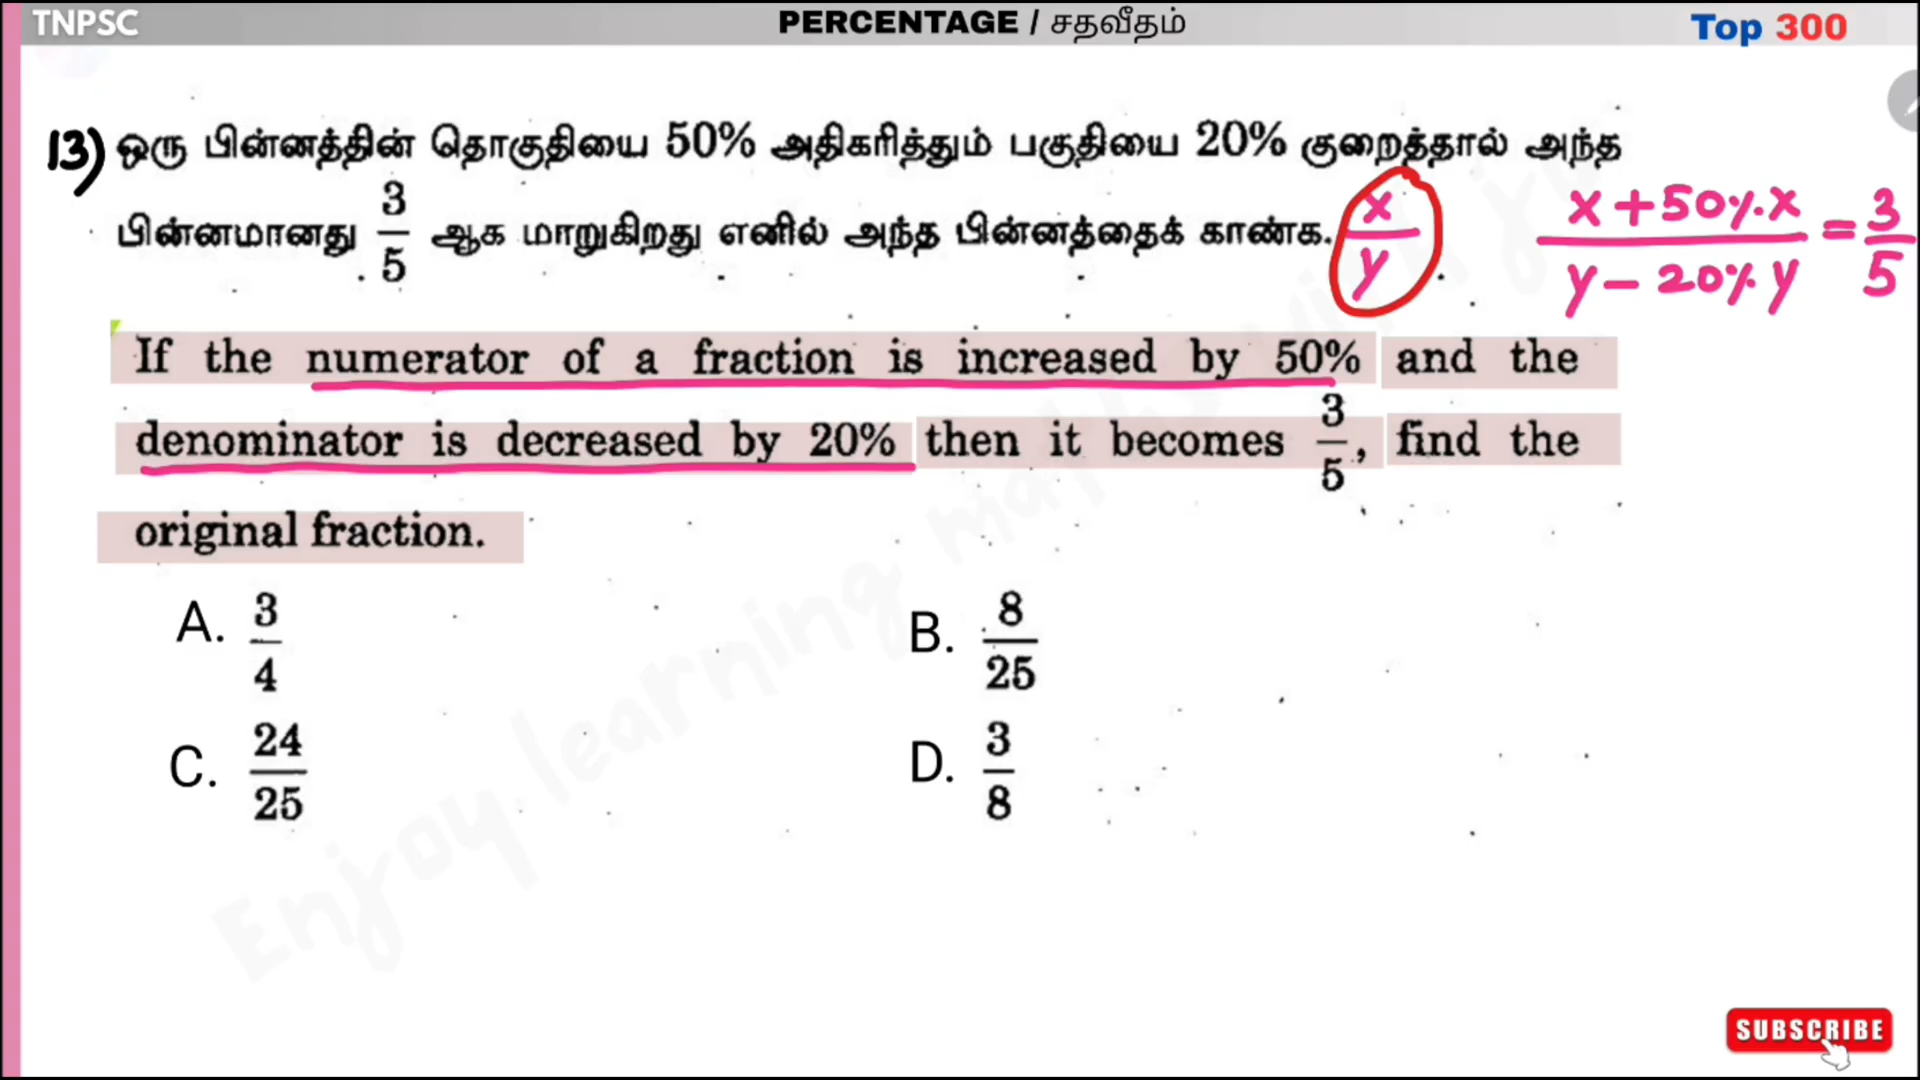 TNPSC
PERCENTAGE / சதவீதம்
Top 300
13) ஒரு பின்னத்தின் தொகுதியை 50% அதிகரித்தும் பகுதியை 20% குறைத்தால் அந்த
பின்னமானது 3/5 ஆக மாறுகிறது எனில் அந்த பின்னத்தைக் காண்க.
x/y
x+50%x / y-20%y = 3/5
If the numerator of a fraction is increased by 50% and the
denominator is decreased by 20% then it becomes 3/5, find the
original fraction.
A. 3/4
B. 8/25
C. 24/25
D. 3/8
Enjoy learning maths
SUBSCRIBE